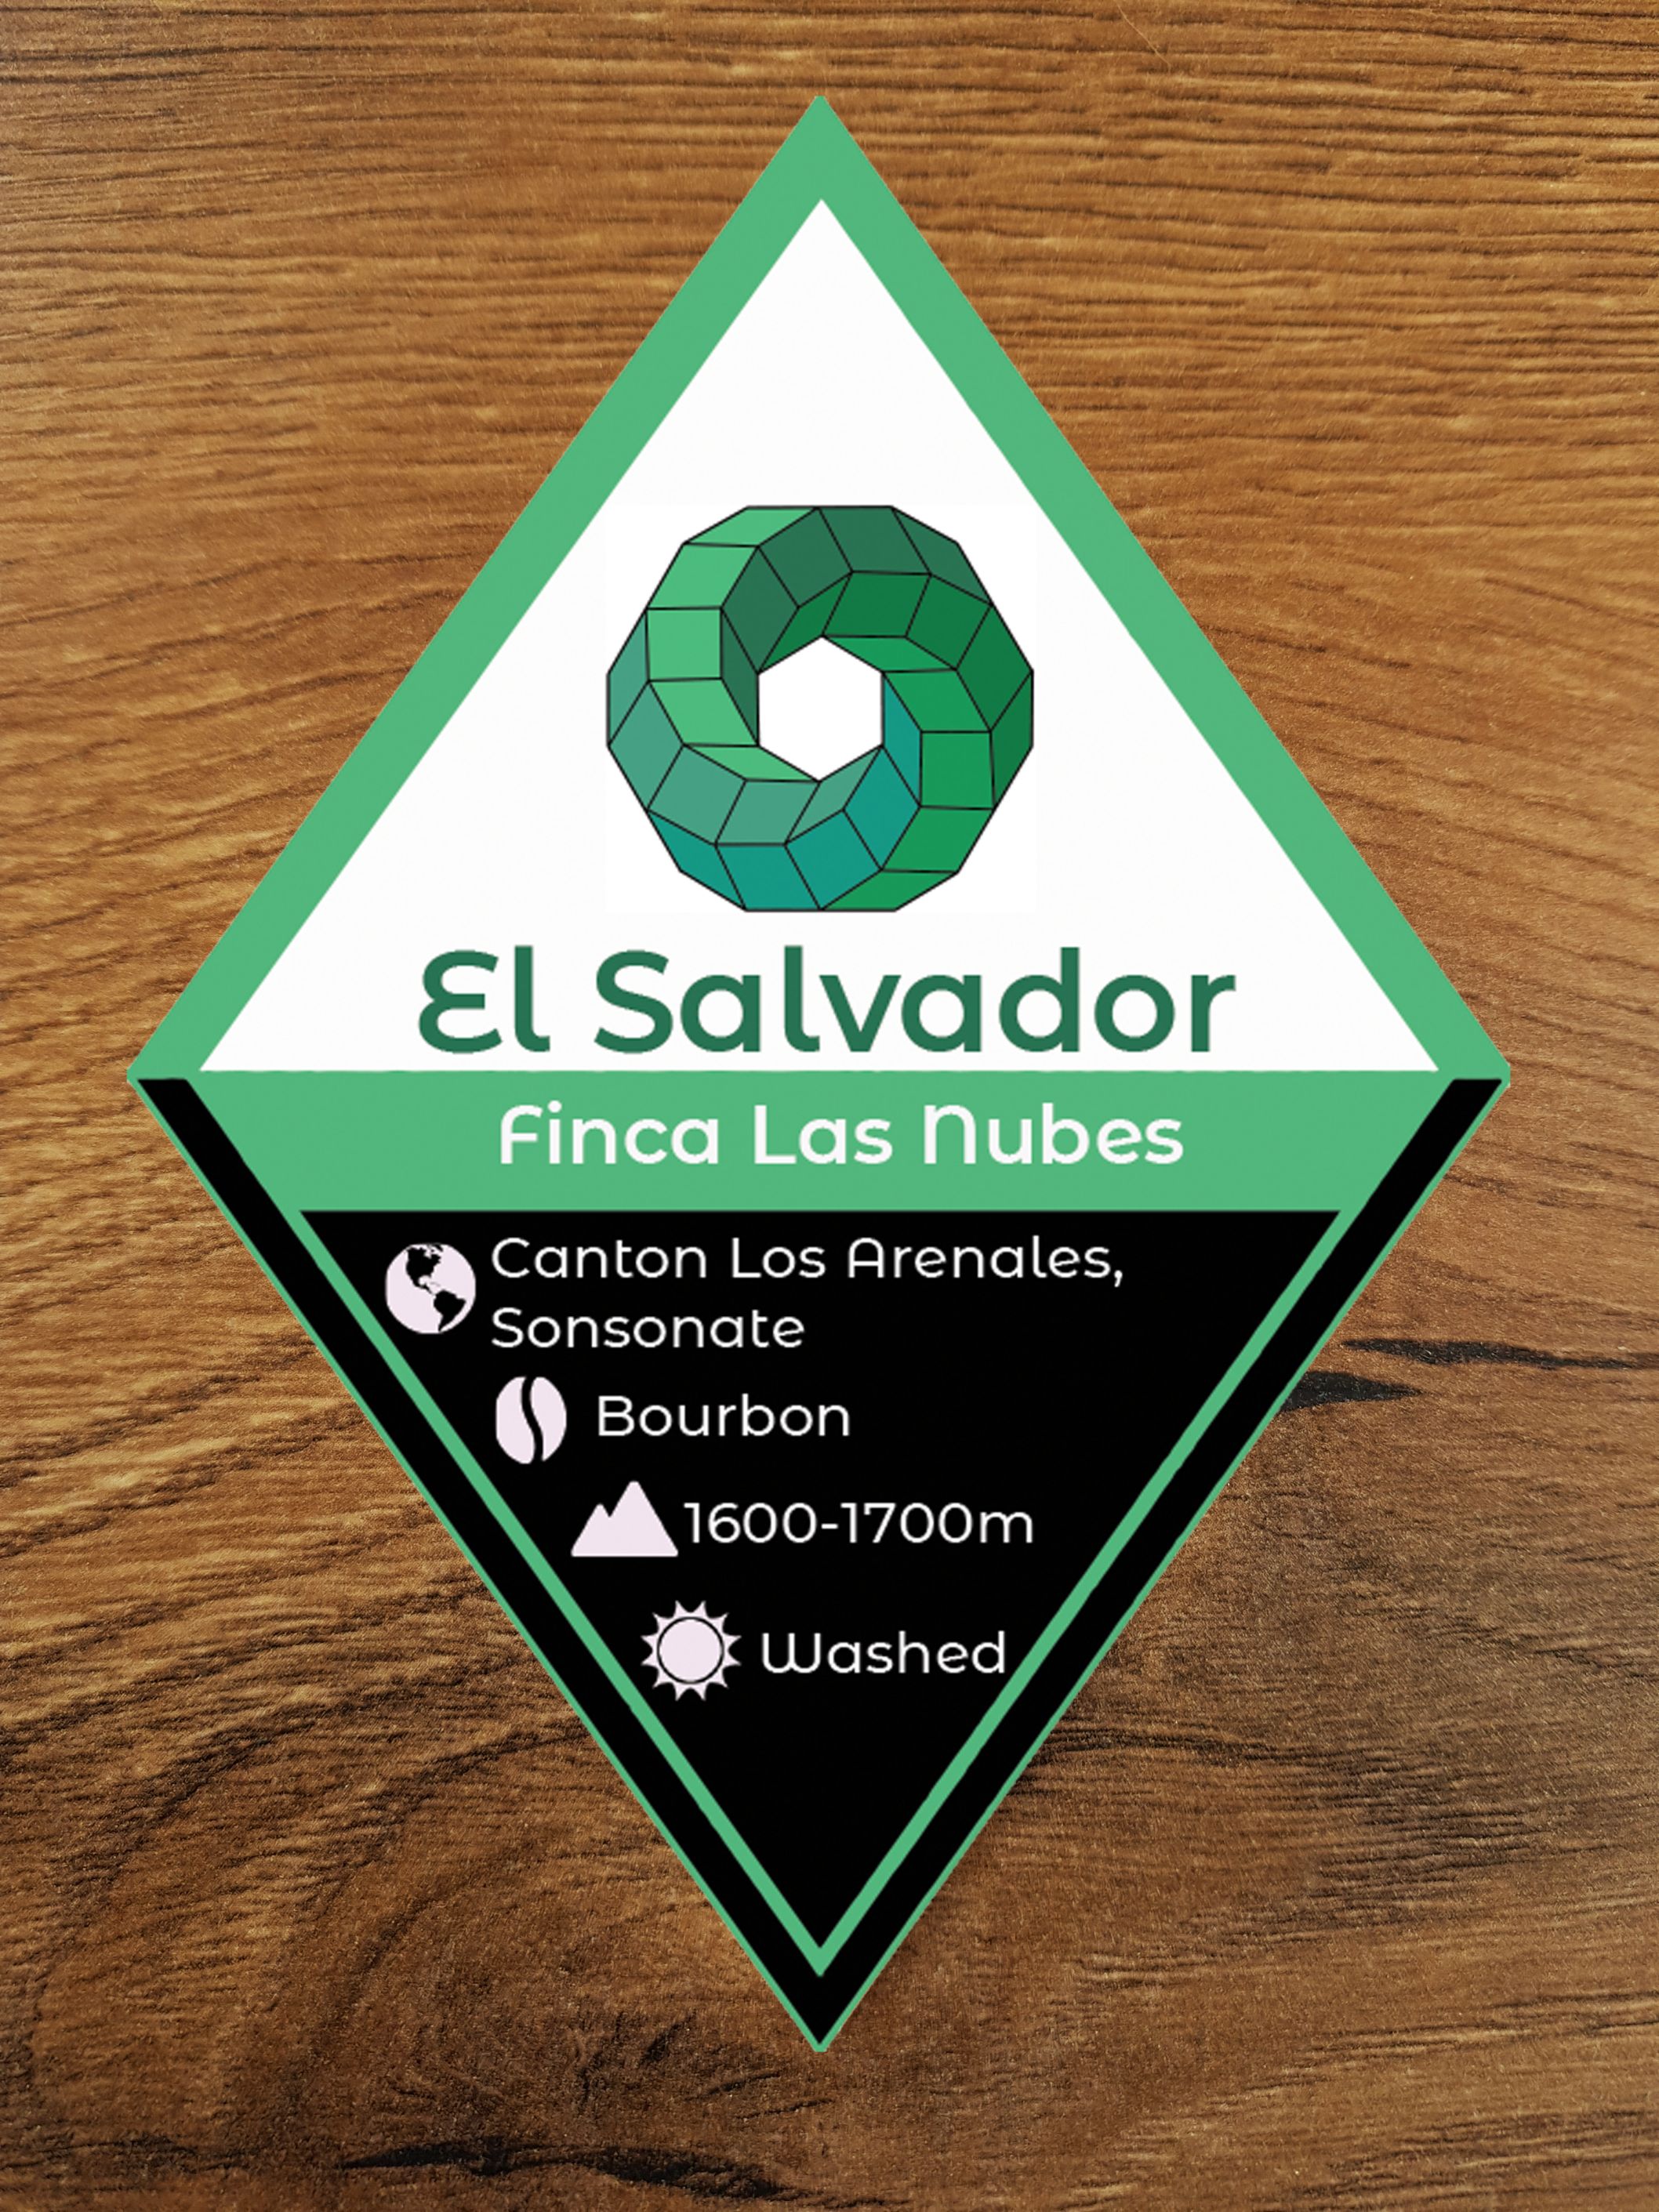 El Salvador
Finca Las Nubes
Canton Los Arenales,
Sonsonate
Bourbon
1600-1700m
Washed